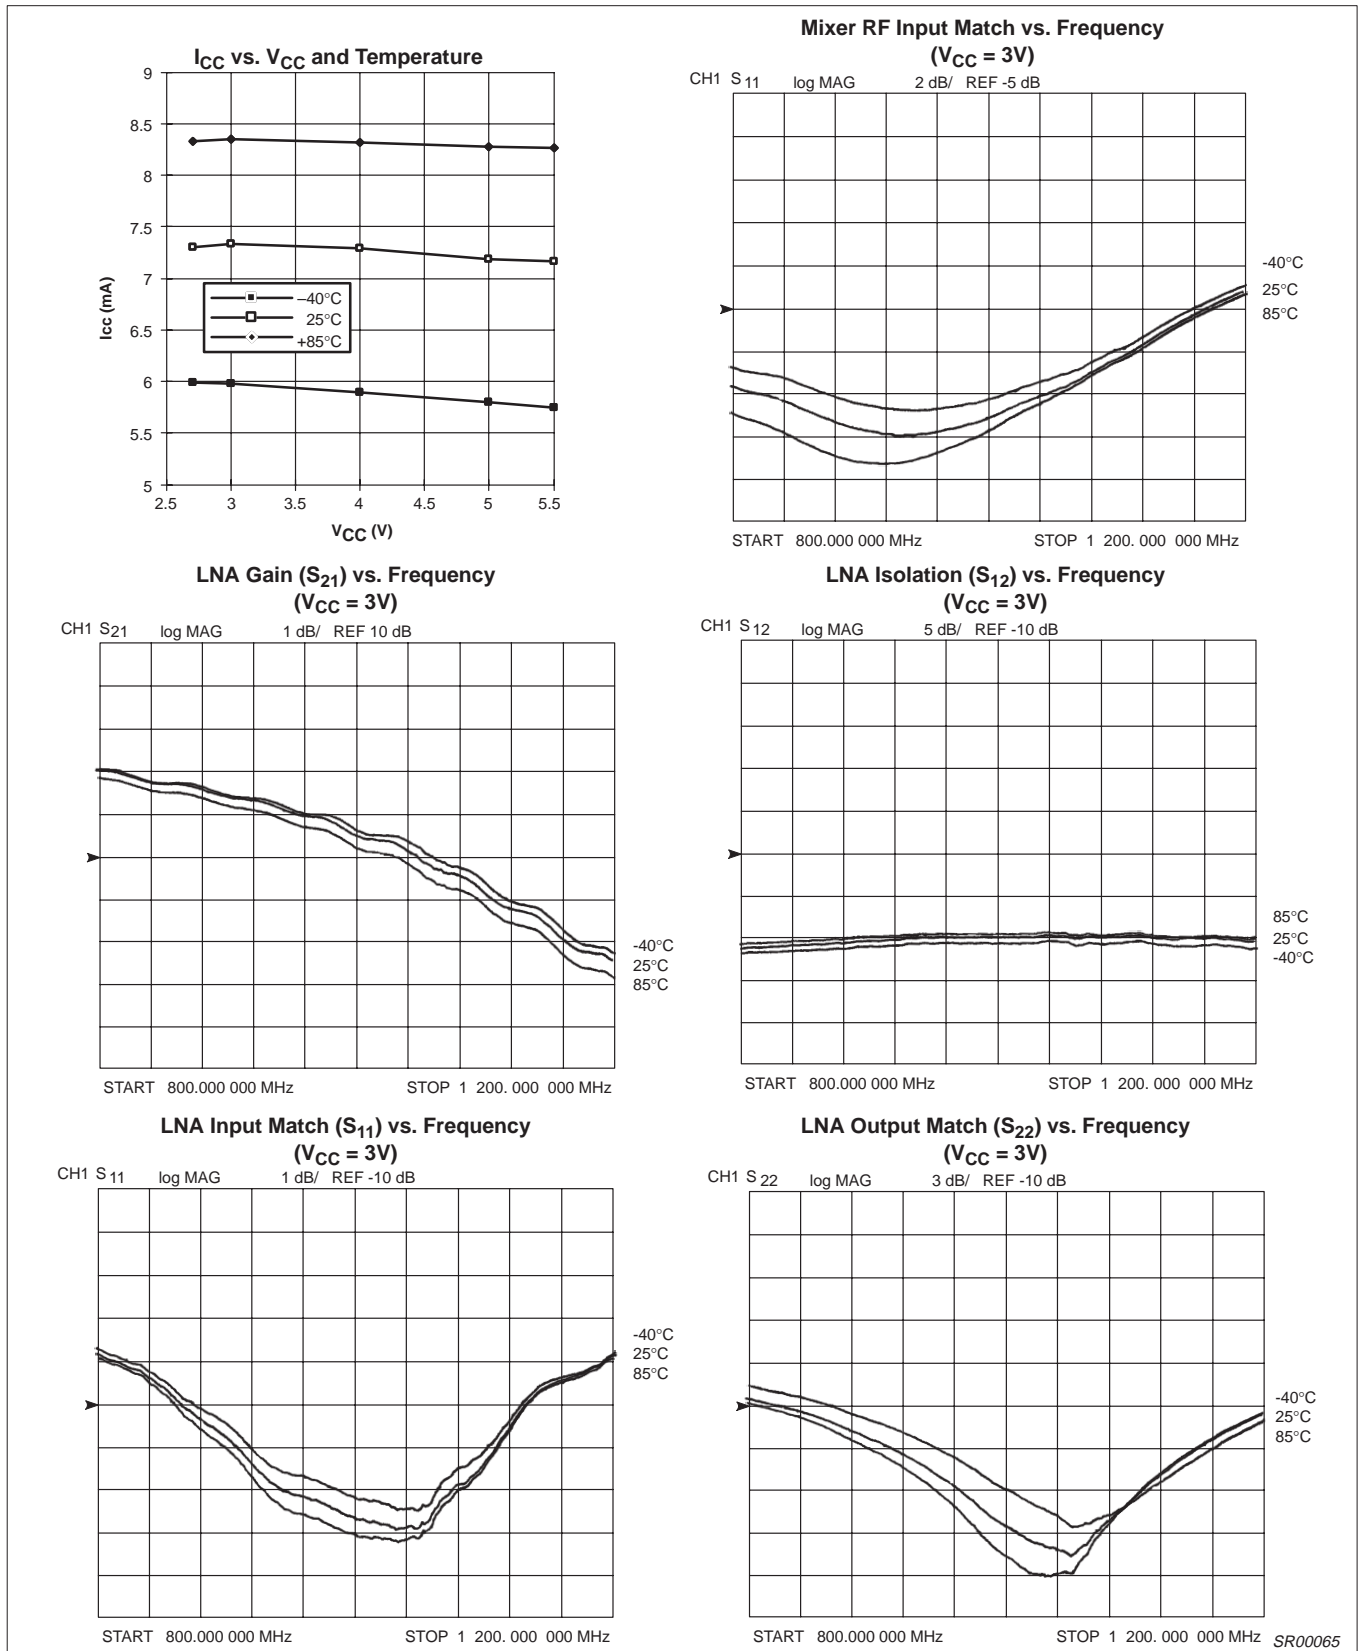 I_CC vs. V_CC and Temperature
9
8.5
8
7.5
7
6.5
6
5.5
5
Icc (mA)
–40°C
25°C
+85°C
2.5 3 3.5 4 4.5 5 5.5
V_CC (V)
Mixer RF Input Match vs. Frequency
(V_CC = 3V)
CH1 S_11 log MAG 2 dB/ REF -5 dB
-40°C
25°C
85°C
START 800.000 000 MHz STOP 1 200. 000 000 MHz
LNA Gain (S_21) vs. Frequency
(V_CC = 3V)
CH1 S_21 log MAG 1 dB/ REF 10 dB
-40°C
25°C
85°C
START 800.000 000 MHz STOP 1 200. 000 000 MHz
LNA Isolation (S_12) vs. Frequency
(V_CC = 3V)
CH1 S_12 log MAG 5 dB/ REF -10 dB
85°C
25°C
-40°C
START 800.000 000 MHz STOP 1 200. 000 000 MHz
LNA Input Match (S_11) vs. Frequency
(V_CC = 3V)
CH1 S_11 log MAG 1 dB/ REF -10 dB
-40°C
25°C
85°C
START 800.000 000 MHz STOP 1 200. 000 000 MHz
LNA Output Match (S_22) vs. Frequency
(V_CC = 3V)
CH1 S_22 log MAG 3 dB/ REF -10 dB
-40°C
25°C
85°C
START 800.000 000 MHz STOP 1 200. 000 000 MHz
SR00065